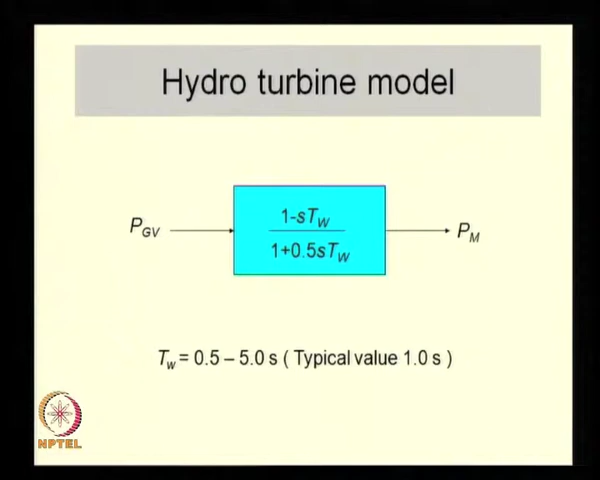 Hydro turbine model
P_GV
1-sT_W
1+0.5sT_W
P_M
T_w = 0.5 – 5.0 s ( Typical value 1.0 s )
NPTEL